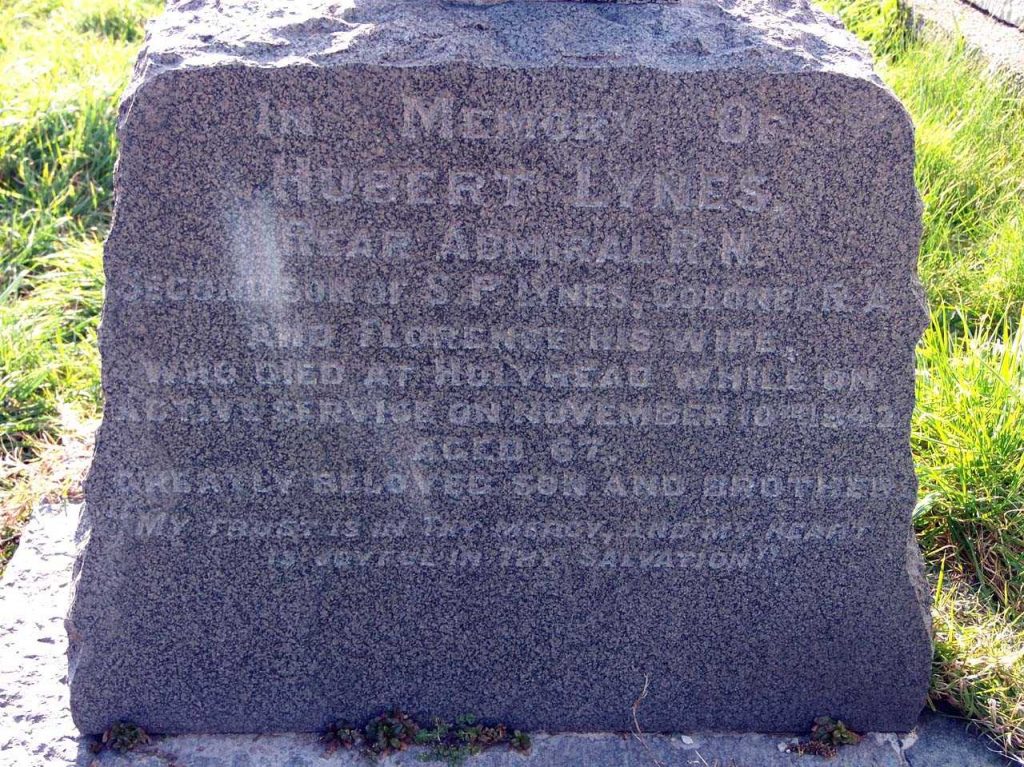 IN MEMORY OF
HUBERT LYNES,
REAR ADMIRAL R.N.
SECOND SON OF S.P. LYNES, COLONEL R.A.
AND FLORENCE HIS WIFE,
WHO DIED AT HOLYHEAD WHILE ON
ACTIVE SERVICE ON NOVEMBER 10TH 1942
AGED 67.
GREATLY BELOVED SON AND BROTHER
"MY TRUST IS IN THY MERCY, AND MY HEART
IS JOYFUL IN THY SALVATION"